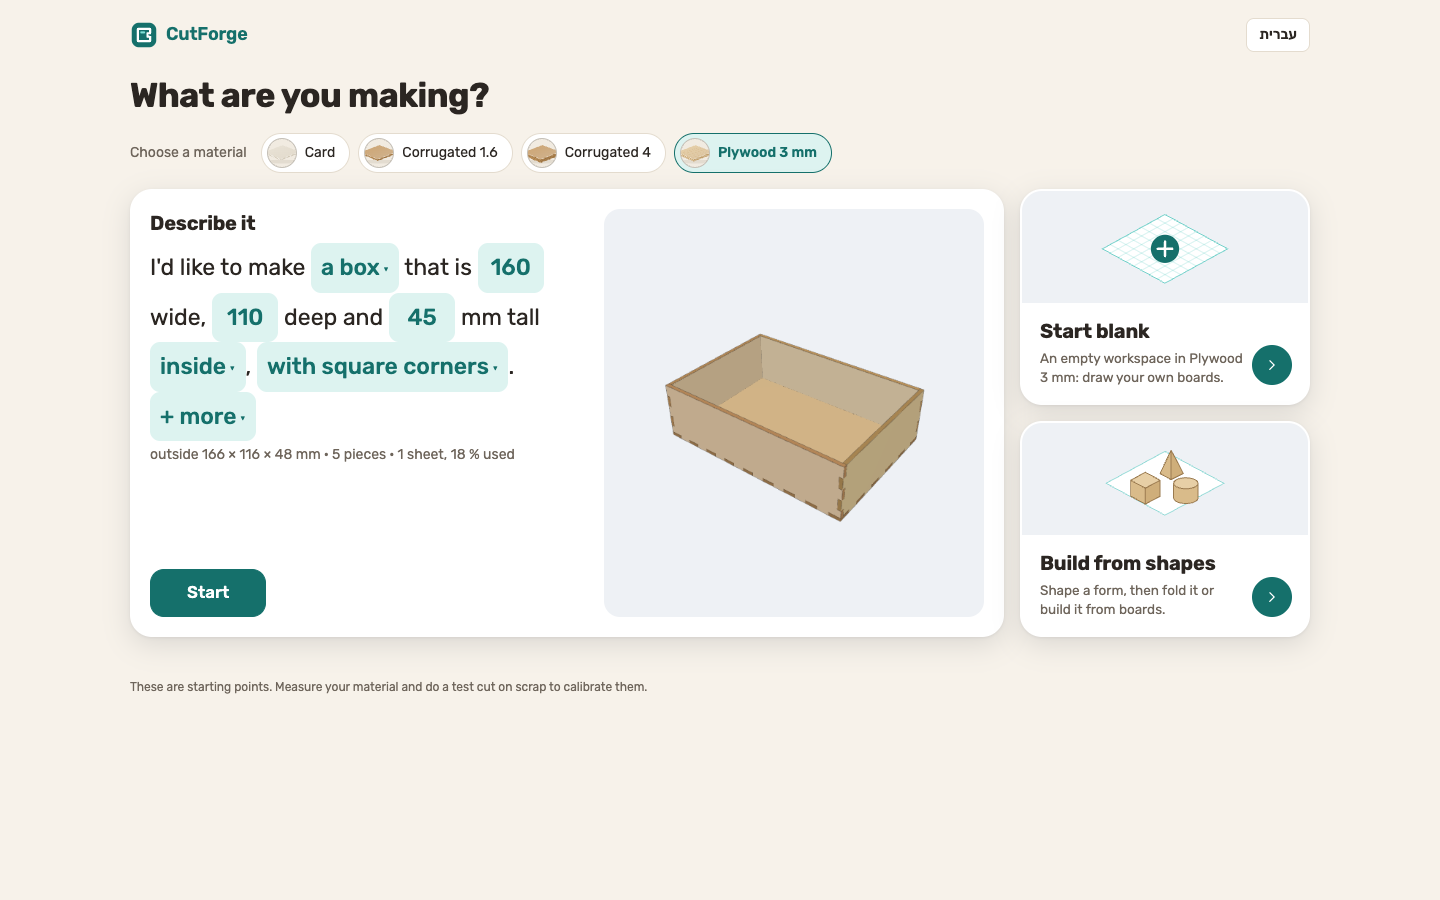 CutForge
עברית
What are you making?
Choose a material
Card
Corrugated 1.6
Corrugated 4
Plywood 3 mm
Describe it
I'd like to make a box that is 160
wide, 110 deep and 45 mm tall
inside, with square corners.
+ more
outside 166 × 116 × 48 mm • 5 pieces • 1 sheet, 18 % used
Start
Start blank
An empty workspace in Plywood
3 mm: draw your own boards.
Build from shapes
Shape a form, then fold it or
build it from boards.
These are starting points. Measure your material and do a test cut on scrap to calibrate them.